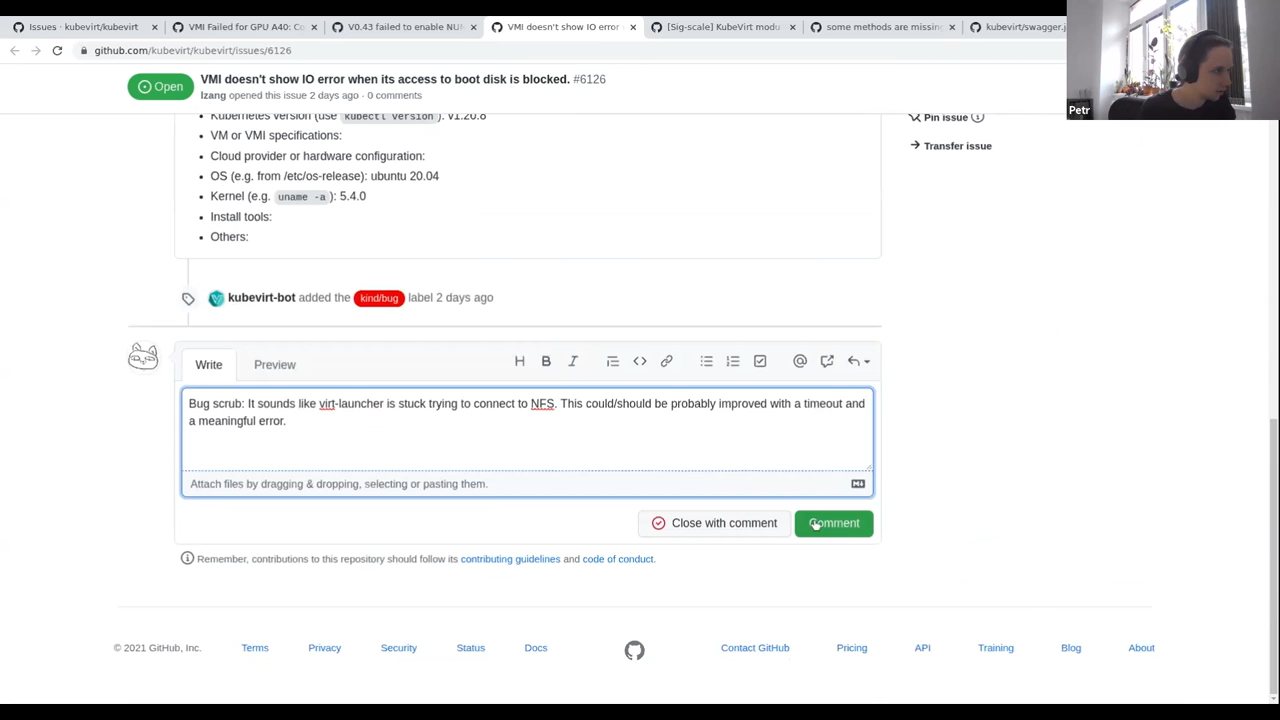 Issues · kubevirt/kubevirt
VMI Failed for GPU A40: Co
V0.43 failed to enable NU
VMI doesn't show IO error
[Sig-scale] KubeVirt modu
some methods are missin
kubevirt/swagger.j
github.com/kubevirt/kubevirt/issues/6126
Petr
Open
VMI doesn't show IO error when its access to boot disk is blocked. #6126
lzang opened this issue 2 days ago · 0 comments
Kubernetes version (use kubectl version): v1.20.8
VM or VMI specifications:
Cloud provider or hardware configuration:
OS (e.g. from /etc/os-release): ubuntu 20.04
Kernel (e.g. uname -a): 5.4.0
Install tools:
Others:
Pin issue
Transfer issue
kubevirt-bot added the kind/bug label 2 days ago
Write
Preview
Bug scrub: It sounds like virt-launcher is stuck trying to connect to NFS. This could/should be probably improved with a timeout and
a meaningful error.
Attach files by dragging & dropping, selecting or pasting them.
Close with comment
Comment
Remember, contributions to this repository should follow its contributing guidelines and code of conduct.
© 2021 GitHub, Inc.
Terms
Privacy
Security
Status
Docs
Contact GitHub
Pricing
API
Training
Blog
About